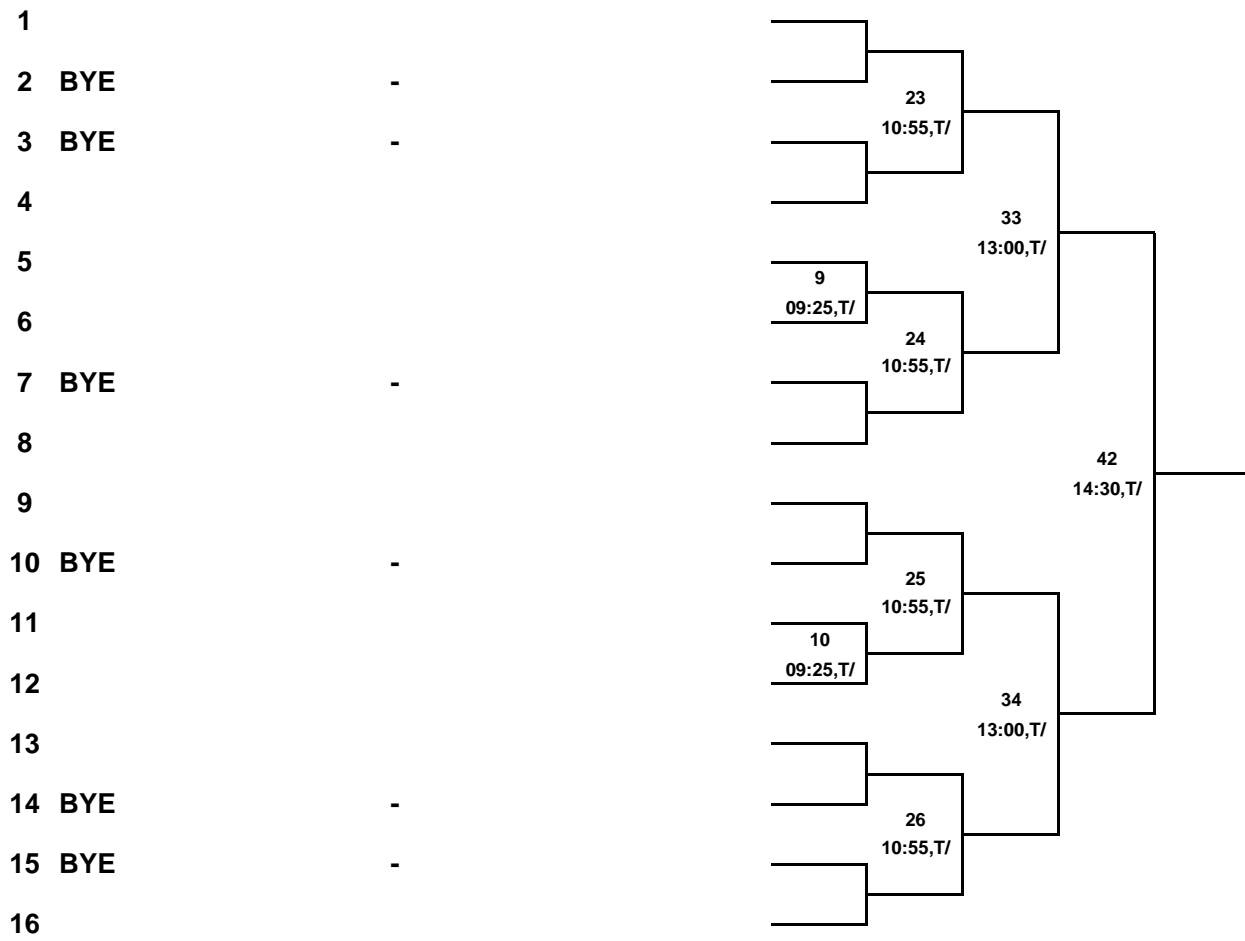 1
2 BYE -
23
3 BYE -
10:55,T/
4
33
13:00,T/
5
9
09:25,T/
6
24
10:55,T/
7 BYE -
8
42
14:30,T/
9
10 BYE -
25
10:55,T/
11
10
09:25,T/
12
34
13:00,T/
13
14 BYE -
26
10:55,T/
15 BYE -
16